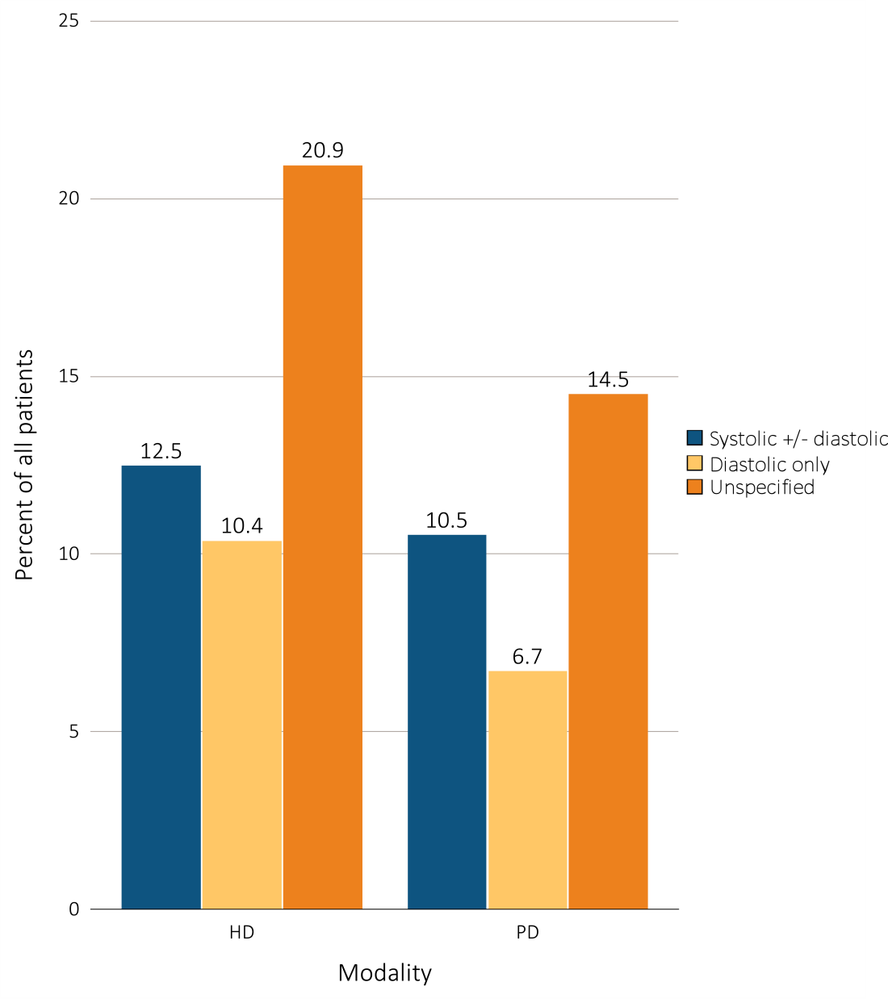 25
20
15
10
5
0
Percent of all patients
12.5
10.4
20.9
10.5
6.7
14.5
HD
PD
Modality
Systolic +/- diastolic
Diastolic only
Unspecified